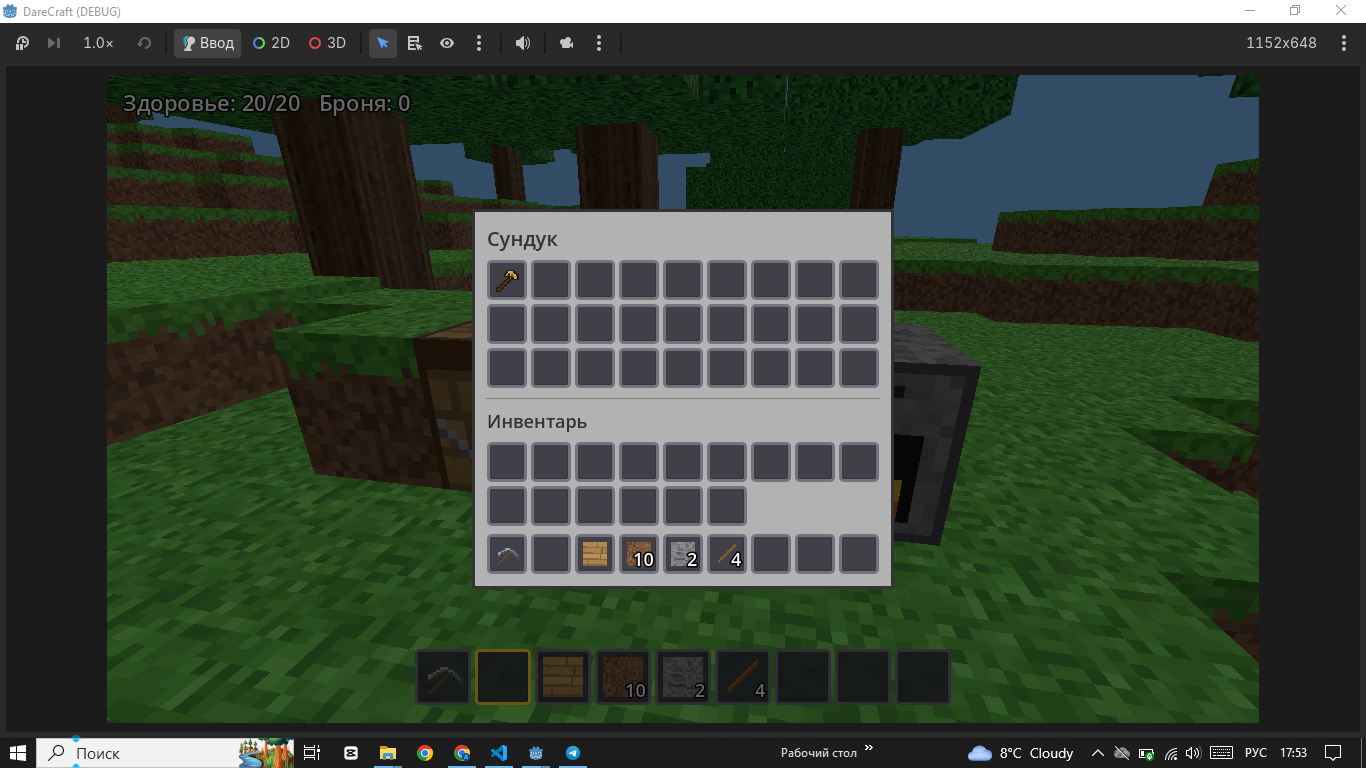 DareCraft (DEBUG)
1.0×
Ввод
2D
3D
1152x648
Здоровье: 20/20 Броня: 0
Сундук
Инвентарь
10
2
4
10
2
4
Поиск
Рабочий стол
8°C Cloudy
РУС
17:53